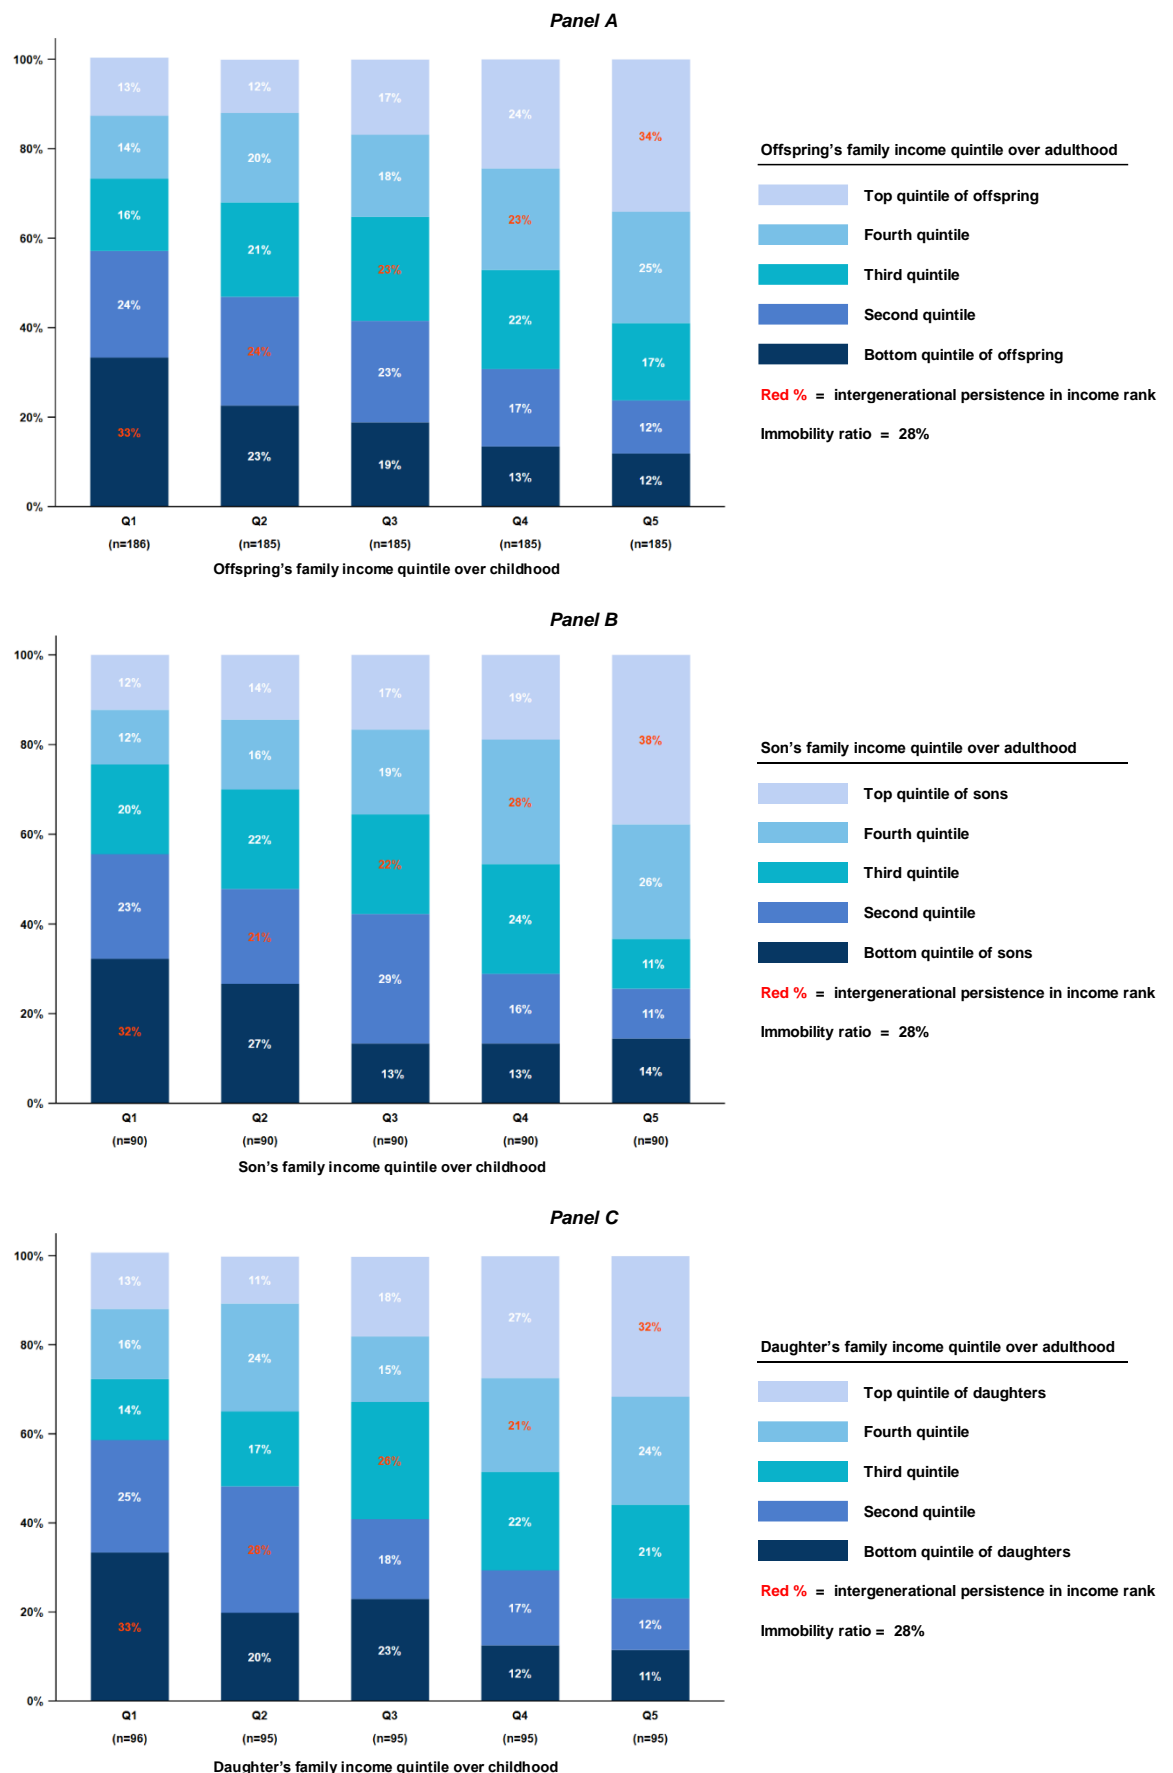 Panel A
100%
80%
60%
40%
20%
0%
13% 12% 17% 24% 34%
14% 20% 18% 23% 25%
16% 21% 23% 22% 17%
24% 24% 23% 17% 12%
33% 23% 19% 13% 12%
Q1 Q2 Q3 Q4 Q5
(n=186) (n=185) (n=185) (n=185) (n=185)
Offspring's family income quintile over childhood
Offspring's family income quintile over adulthood
Top quintile of offspring
Fourth quintile
Third quintile
Second quintile
Bottom quintile of offspring
Red % = intergenerational persistence in income rank
Immobility ratio = 28%
Panel B
100%
80%
60%
40%
20%
0%
12% 14% 17% 19% 38%
12% 16% 19% 28% 26%
20% 22% 22% 24% 11%
23% 21% 29% 16% 11%
32% 27% 13% 13% 14%
Q1 Q2 Q3 Q4 Q5
(n=90) (n=90) (n=90) (n=90) (n=90)
Son's family income quintile over childhood
Son's family income quintile over adulthood
Top quintile of sons
Fourth quintile
Third quintile
Second quintile
Bottom quintile of sons
Red % = intergenerational persistence in income rank
Immobility ratio = 28%
Panel C
100%
80%
60%
40%
20%
0%
13% 11% 18% 27% 32%
16% 24% 15% 21% 24%
14% 17% 26% 22% 21%
25% 28% 18% 17% 12%
33% 20% 23% 12% 11%
Q1 Q2 Q3 Q4 Q5
(n=96) (n=95) (n=95) (n=95) (n=95)
Daughter's family income quintile over childhood
Daughter's family income quintile over adulthood
Top quintile of daughters
Fourth quintile
Third quintile
Second quintile
Bottom quintile of daughters
Red % = intergenerational persistence in income rank
Immobility ratio = 28%